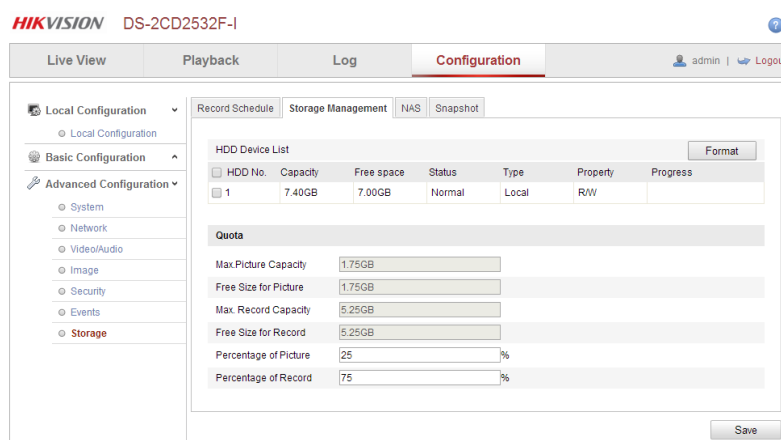 HIKVISION DS-2CD2532F-I
?
Live View Playback Log Configuration admin | Logou
Local Configuration
Local Configuration
Basic Configuration
Advanced Configuration
System
Network
Video/Audio
Image
Security
Events
Storage
Record Schedule Storage Management NAS Snapshot
HDD Device List Format
HDD No. Capacity Free space Status Type Property Progress
1 7.40GB 7.00GB Normal Local R/W
Quota
Max.Picture Capacity 1.75GB
Free Size for Picture 1.75GB
Max. Record Capacity 5.25GB
Free Size for Record 5.25GB
Percentage of Picture 25 %
Percentage of Record 75 %
Save